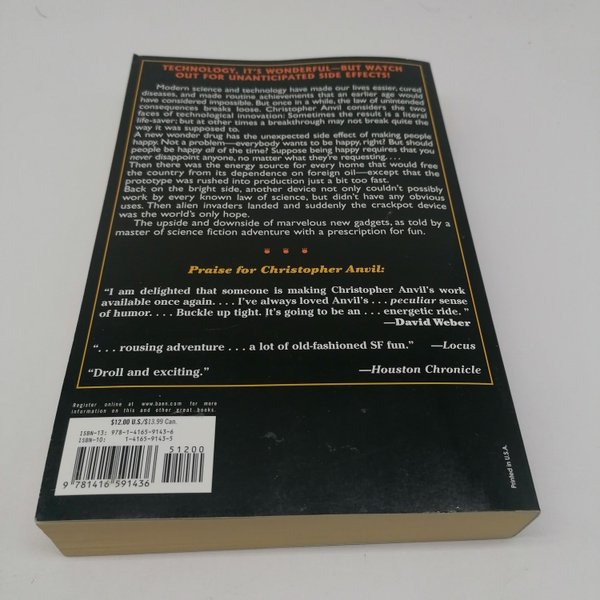 TECHNOLOGY, IT'S WONDERFUL—BUT WATCH
OUT FOR UNANTICIPATED SIDE EFFECTS!
Modern science and technology have made our lives easier, cured
diseases, and made routine achievements that an earlier age would
have considered impossible. But once in a while, the law of unintended
consequences breaks loose. Christopher Anvil considers the two
faces of technological innovation: Sometimes the result is a literal
life-saver; but at other times a breakthrough may not break quite the
way it was supposed to.
A new wonder drug has the unexpected side effect of making people
happy. Not a problem—everybody wants to be happy, right? But should
people be happy all of the time? Suppose being happy requires that you
never disappoint anyone, no matter what they're requesting. . . .
Then there was the energy source for every home that would free
the country from its dependence on foreign oil—except that the
prototype was rushed into production just a bit too fast.
Back on the bright side, another device not only couldn't possibly
work by every known law of science, but didn't have any obvious
uses. Then alien invaders landed and suddenly the crackpot device
was the world's only hope.
The upside and downside of marvelous new gadgets, as told by a
master of science fiction adventure with a prescription for fun.
Praise for Christopher Anvil:
"I am delighted that someone is making Christopher Anvil's work
available once again. . . . I've always loved Anvil's . . . peculiar sense
of humor. . . . Buckle up tight. It's going to be an . . . energetic ride."
—David Weber
". . . rousing adventure . . . a lot of old-fashioned SF fun." —Locus
"Droll and exciting." —Houston Chronicle
Register online at www.baen.com for more
information on this and other great books.
$12.00 U.S./$13.99 Can.
ISBN-13: 978-1-4165-9143-6
ISBN-10: 1-4165-9143-5
51200
9 781416 591436
Printed in U.S.A.